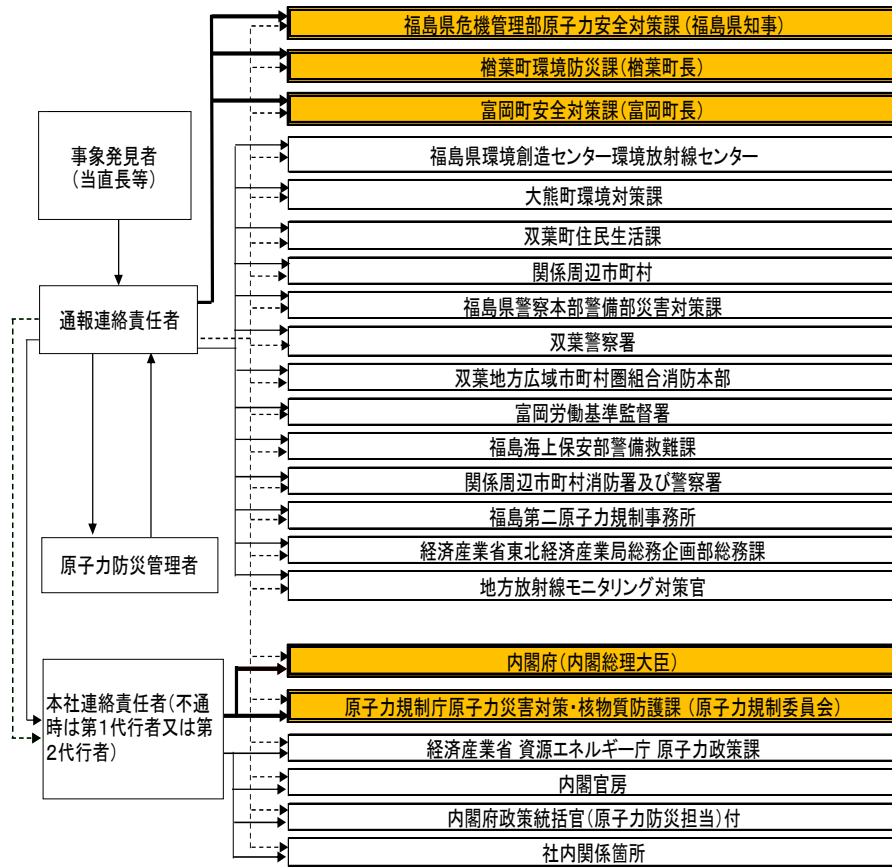 福島県危機管理部原子力安全対策課(福島県知事)
楢葉町環境防災課(楢葉町長)
富岡町安全対策課(富岡町長)
事象発見者
(当直長等)
福島県環境創造センター環境放射線センター
大熊町環境対策課
双葉町住民生活課
関係周辺市町村
通報連絡責任者
福島県警察本部警備部災害対策課
双葉警察署
双葉地方広域市町村圏組合消防本部
富岡労働基準監督署
福島海上保安部警備救難課
関係周辺市町村消防署及び警察署
福島第二原子力規制事務所
原子力防災管理者
経済産業省東北経済産業局総務企画部総務課
地方放射線モニタリング対策官
本社連絡責任者(不通
時は第1代行者又は第
2代行者)
内閣府(内閣総理大臣)
原子力規制庁原子力災害対策・核物質防護課(原子力規制委員会)
経済産業省 資源エネルギー庁 原子力政策課
内閣官房
内閣府政策統括官(原子力防災担当)付
社内関係箇所